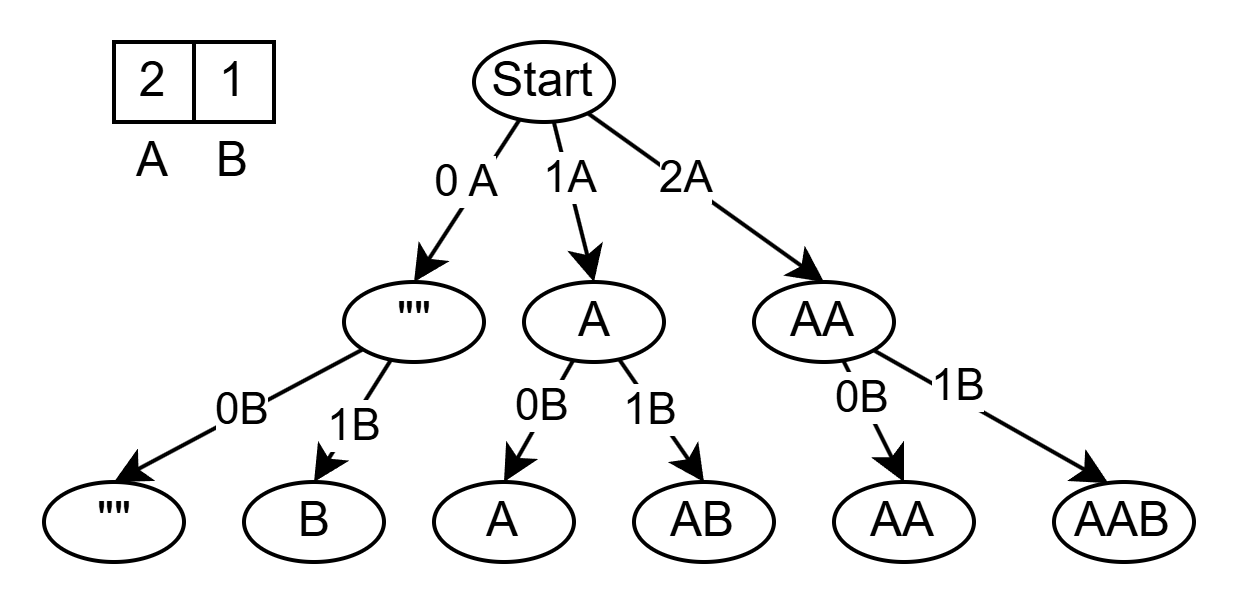 2 1 Start
A B
0 A 1A 2A
"" A AA
0B 1B 0B 1B 0B 1B
"" B A AB AA AAB